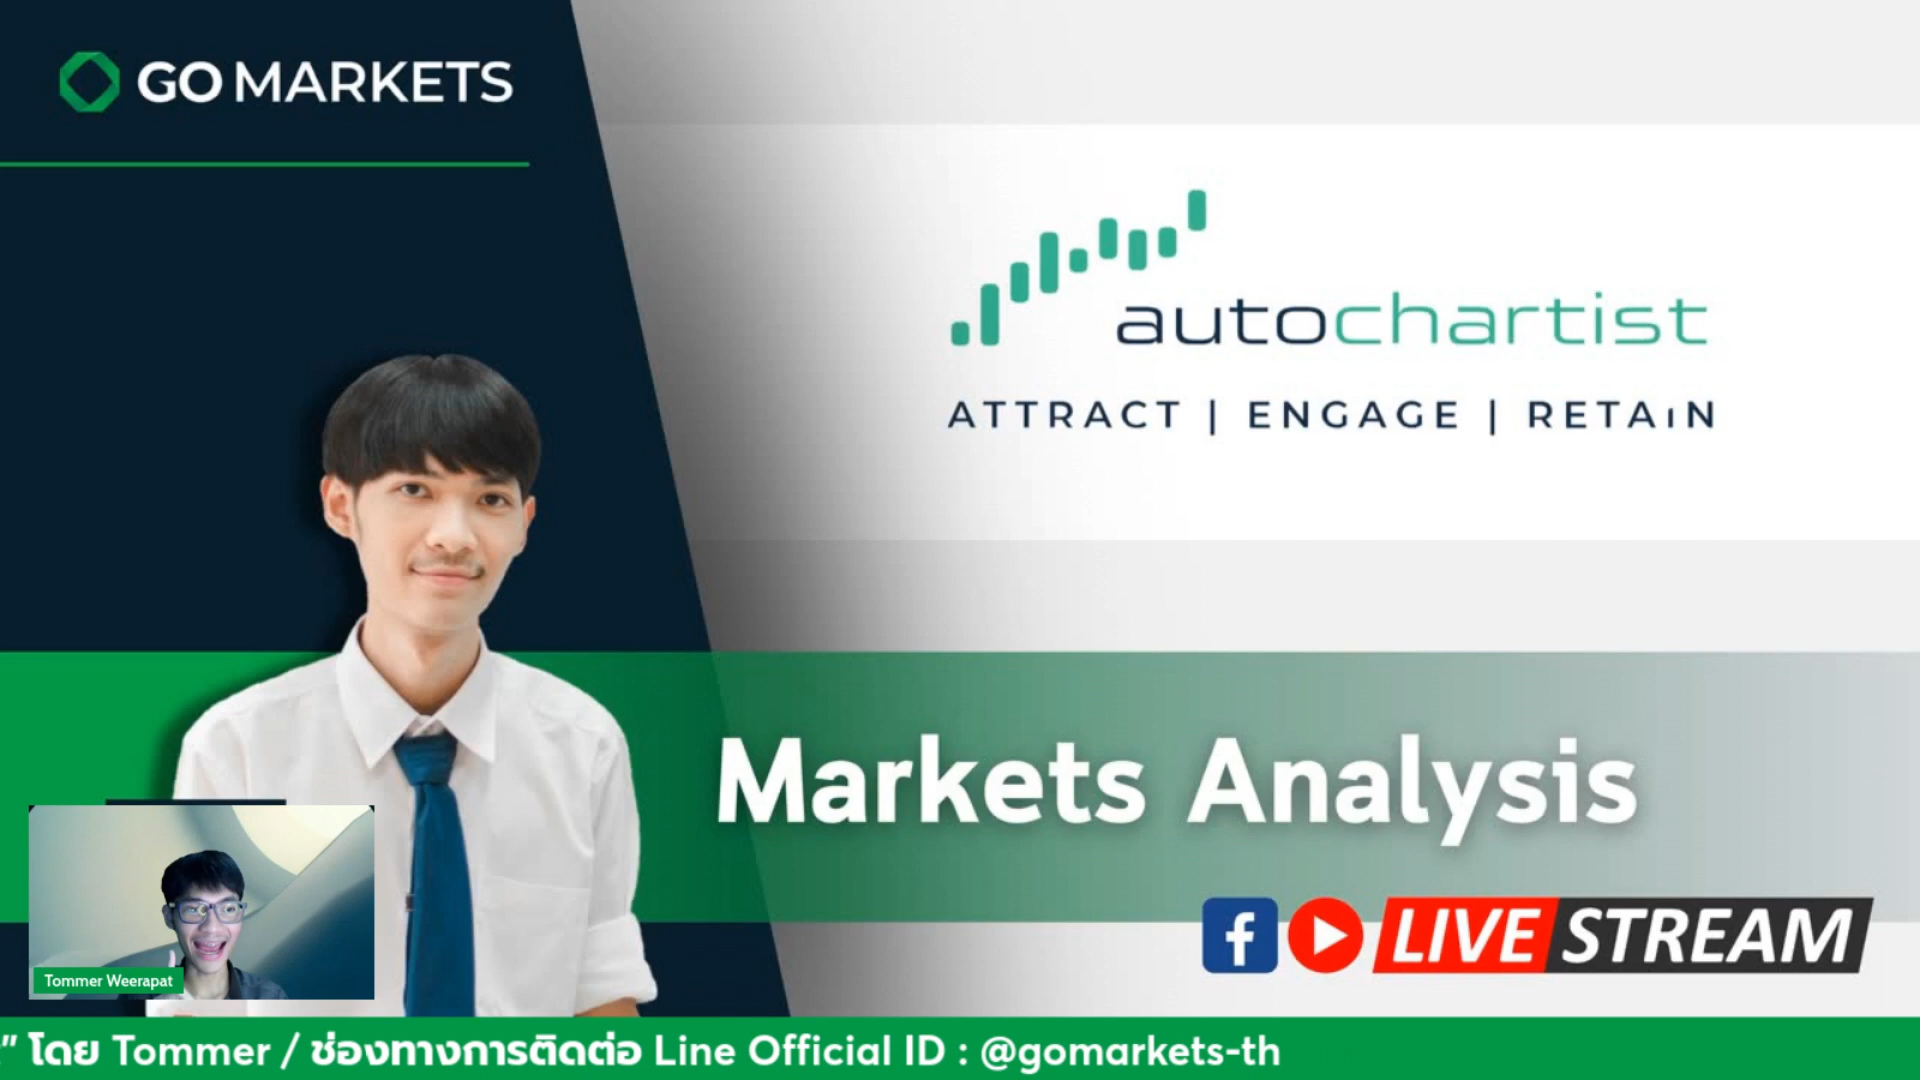 GO MARKETS
autochartist
ATTRACT | ENGAGE | RETAIN
Markets Analysis
f LIVE STREAM
Tommer Weerapat
" โดย Tommer / ช่องทางการติดต่อ Line Official ID : @gomarkets-th